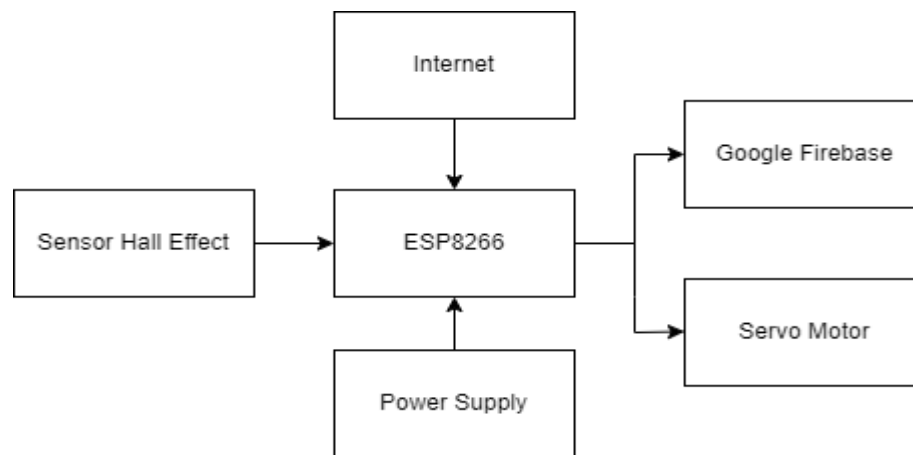 Internet
Google Firebase
Sensor Hall Effect
ESP8266
Servo Motor
Power Supply